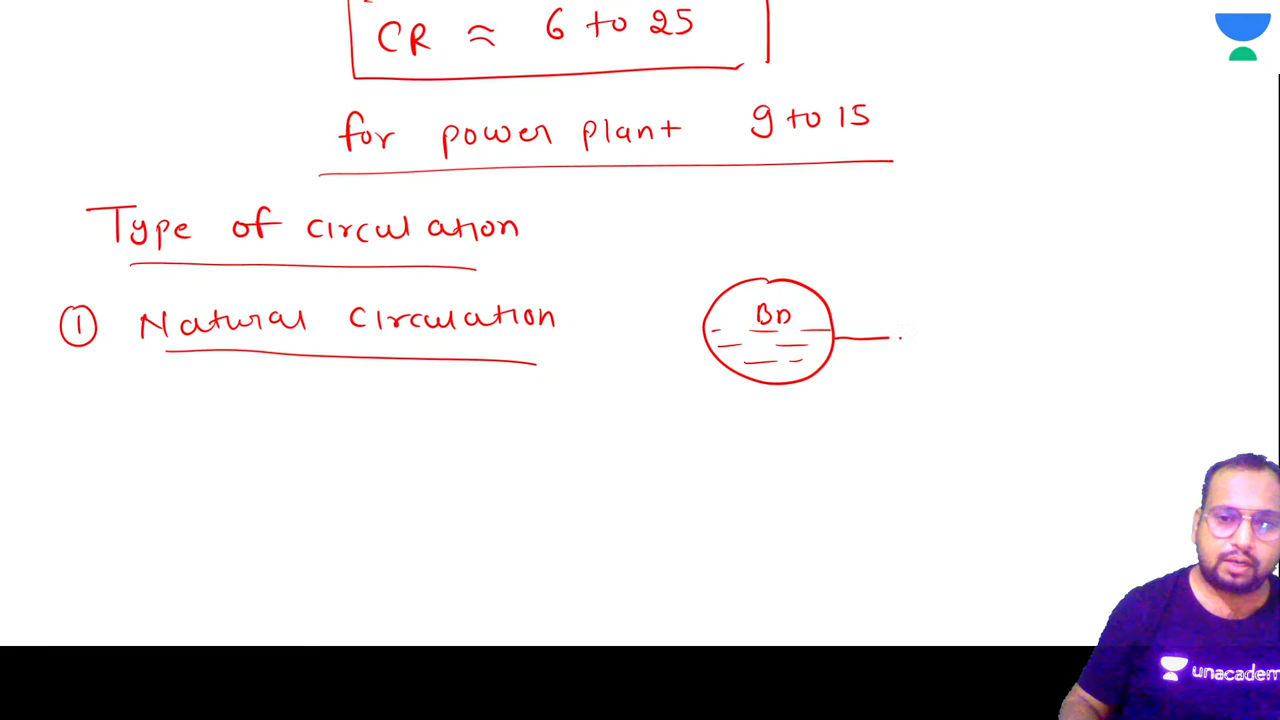 CR ≈ 6 to 25
for power plant 9 to 15
Type of circulation
① Natural Circulation
BD
unacadem